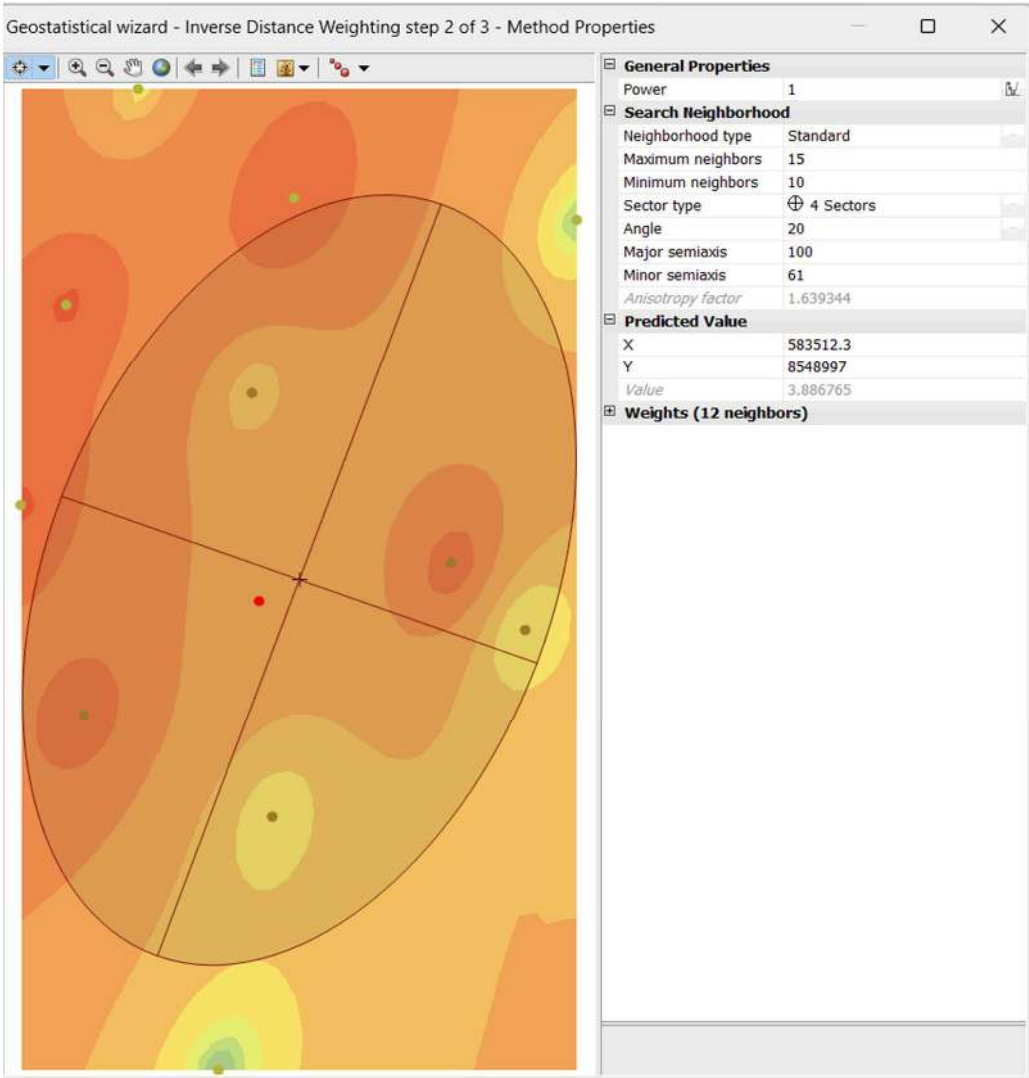 Geostatistical wizard - Inverse Distance Weighting step 2 of 3 - Method Properties
General Properties
Power 1
Search Neighborhood
Neighborhood type Standard
Maximum neighbors 15
Minimum neighbors 10
Sector type 4 Sectors
Angle 20
Major semiaxis 100
Minor semiaxis 61
Anisotropy factor 1.639344
Predicted Value
X 583512.3
Y 8548997
Value 3.886765
Weights (12 neighbors)